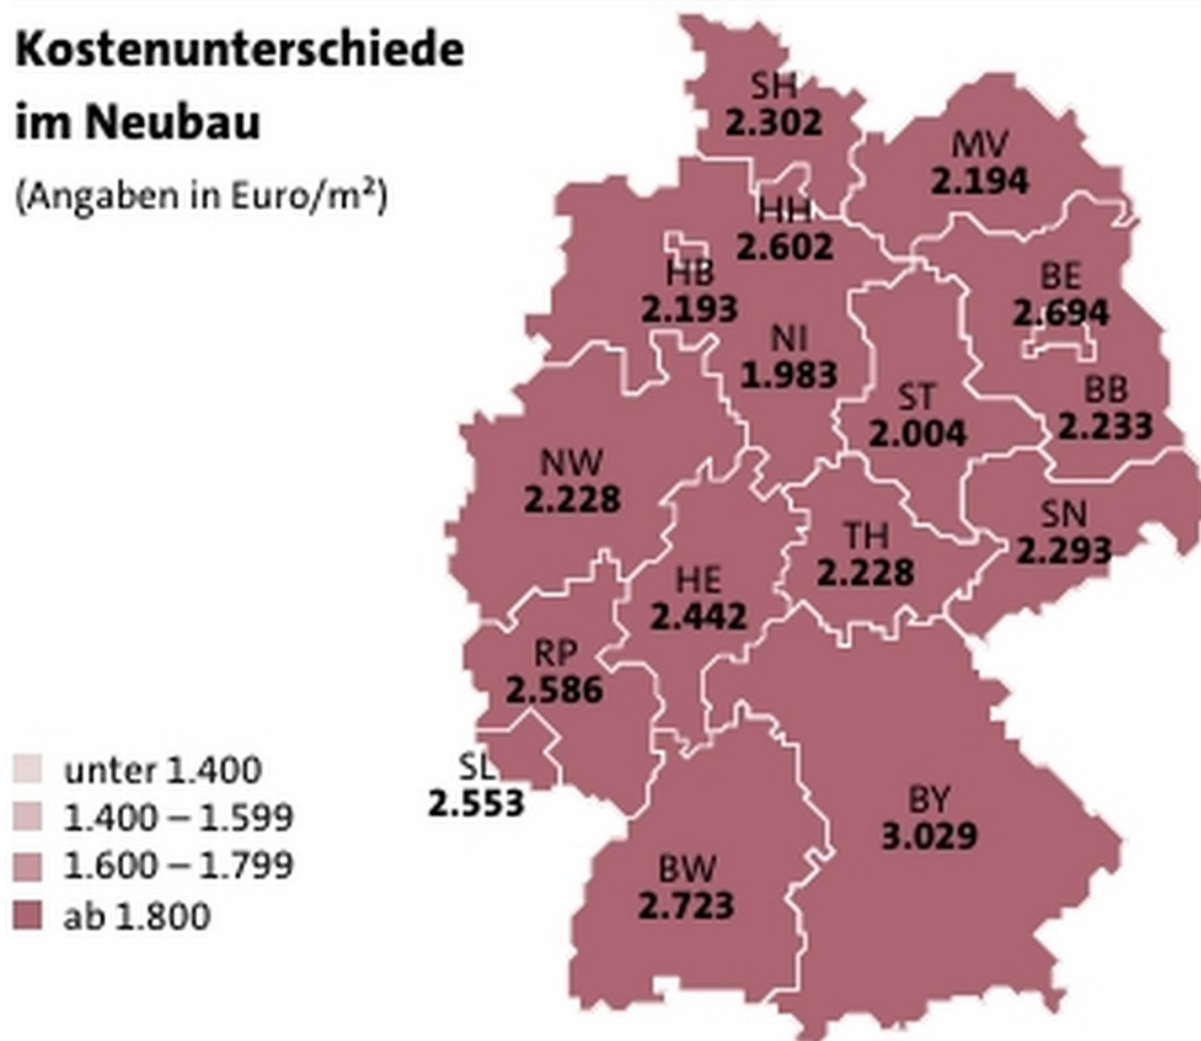 Kostenunterschiede
im Neubau
(Angaben in Euro/m²)
SH
2.302
MV
2.194
HH
2.602
HB
2.193
BE
2.694
NI
1.983
ST
2.004
BB
2.233
NW
2.228
SN
2.293
TH
2.228
HE
2.442
RP
2.586
SL
2.553
BY
3.029
BW
2.723
unter 1.400
1.400 – 1.599
1.600 – 1.799
ab 1.800